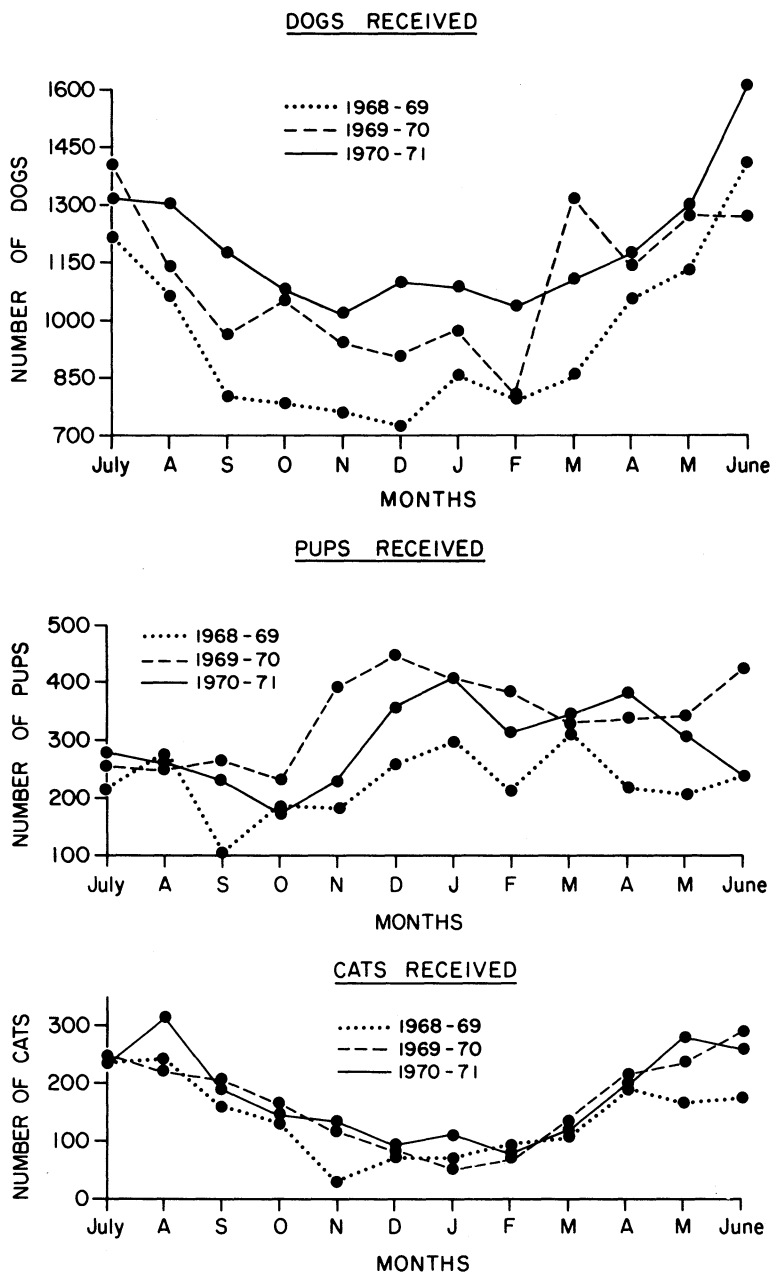 DOGS RECEIVED
1600
1450
1300
1150
1000
850
700
NUMBER OF DOGS
1968-69
1969-70
1970-71
July A S O N D J F M A M June
MONTHS
PUPS RECEIVED
500
400
300
200
100
NUMBER OF PUPS
1968-69
1969-70
1970-71
July A S O N D J F M A M June
MONTHS
CATS RECEIVED
300
200
100
0
NUMBER OF CATS
1968-69
1969-70
1970-71
July A S O N D J F M A M June
MONTHS